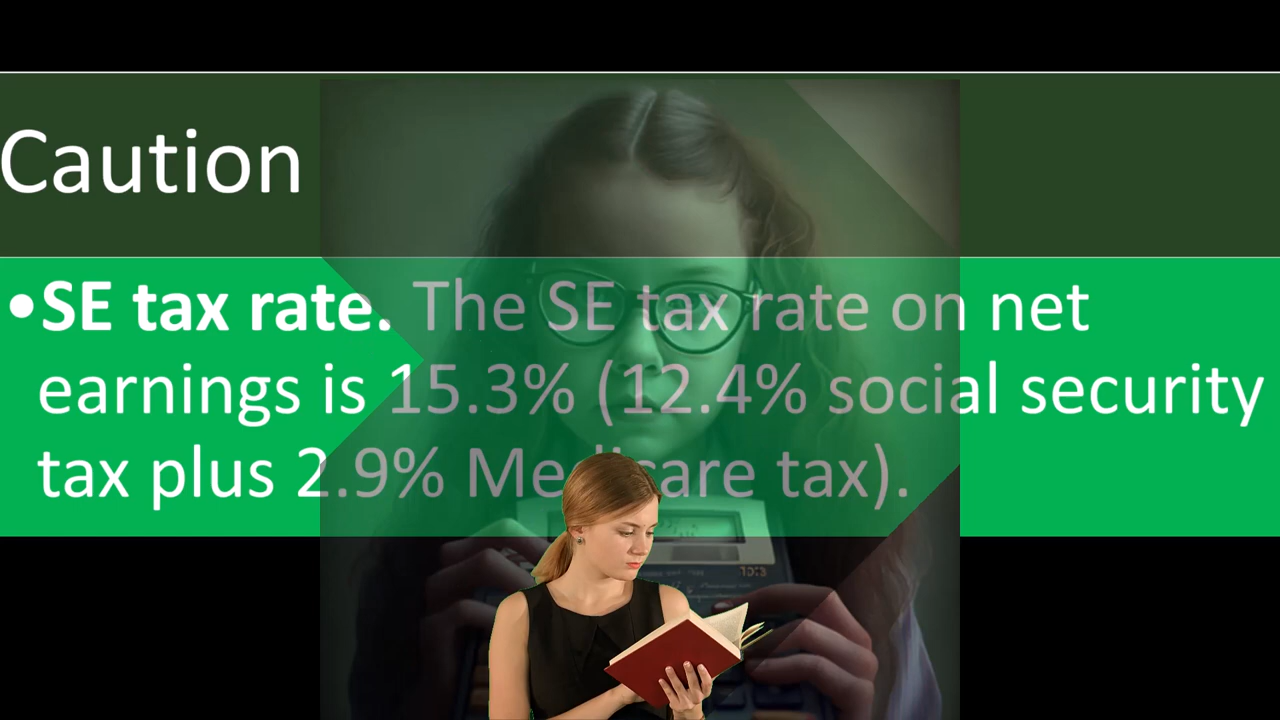 Caution
•SE tax rate. The SE tax rate on net
earnings is 15.3% (12.4% social security
tax plus 2.9% Medicare tax).